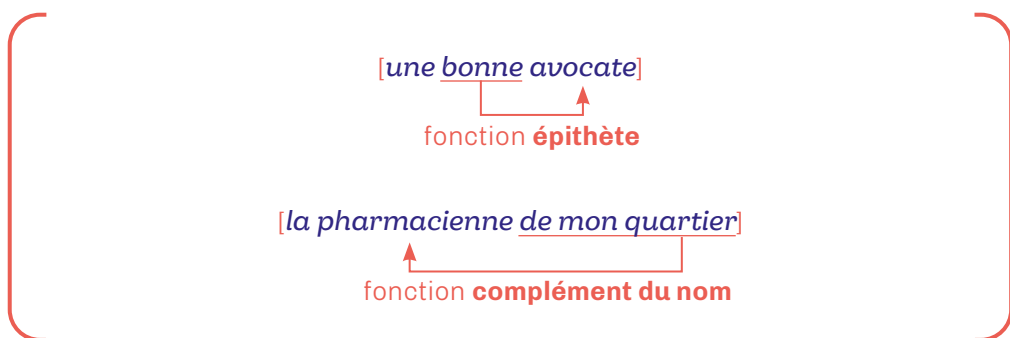 [une bonne avocate]
fonction épithète
[la pharmacienne de mon quartier]
fonction complément du nom